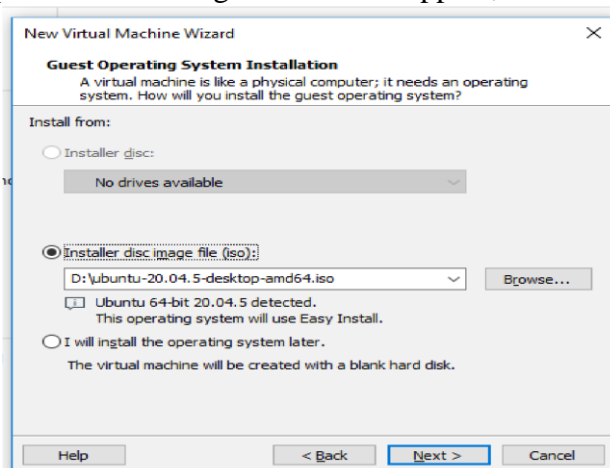 New Virtual Machine Wizard
Guest Operating System Installation
A virtual machine is like a physical computer; it needs an operating
system. How will you install the guest operating system?
Install from:
Installer disc:
No drives available
Installer disc image file (iso):
D:\ubuntu-20.04.5-desktop-amd64.iso
Browse...
Ubuntu 64-bit 20.04.5 detected.
This operating system will use Easy Install.
I will install the operating system later.
The virtual machine will be created with a blank hard disk.
Help
< Back
Next >
Cancel